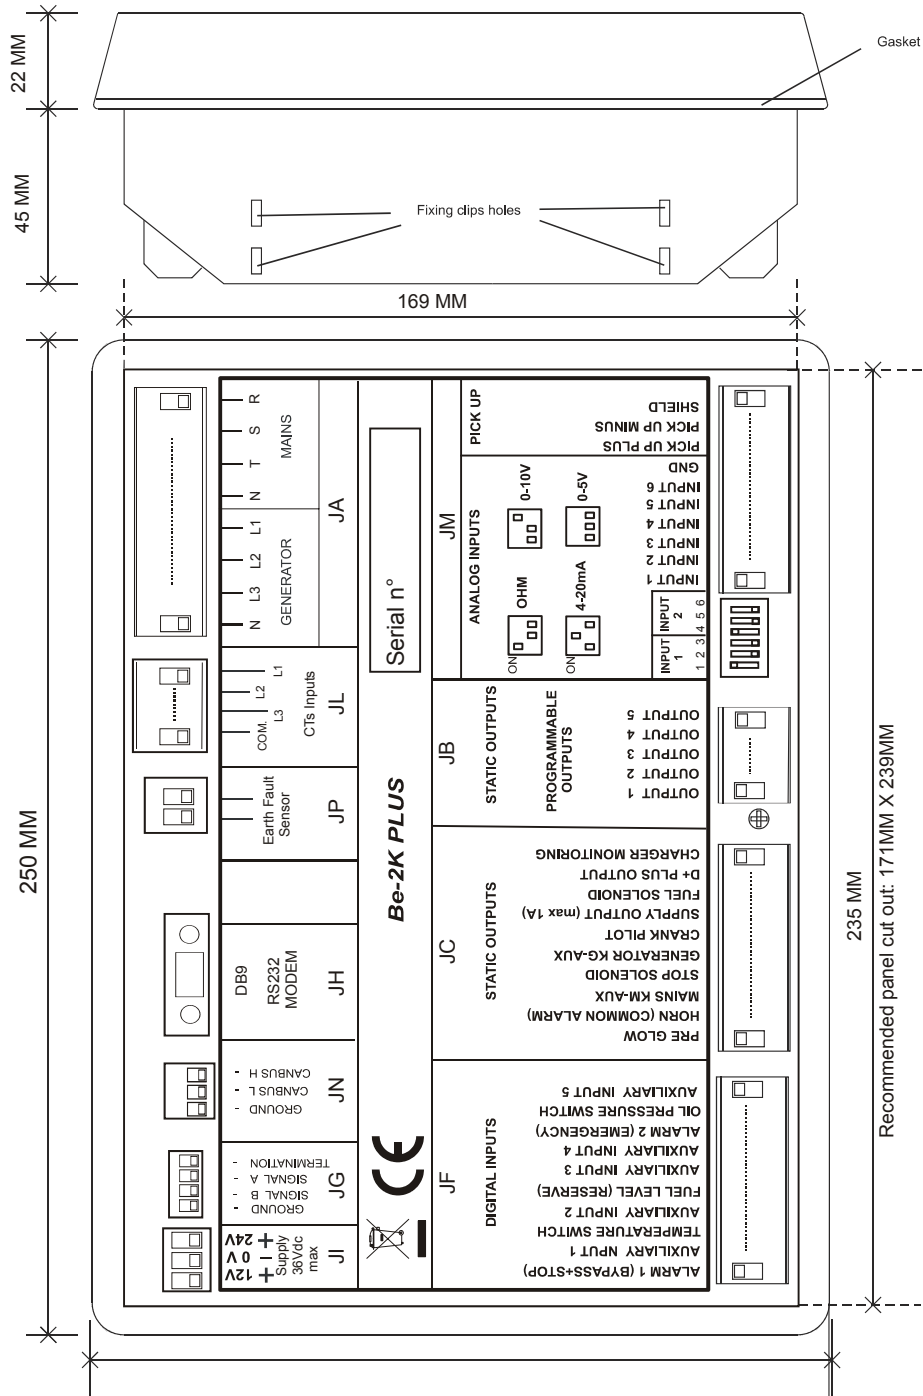 22 MM
Gasket
45 MM
Fixing clips holes
169 MM
250 MM
235 MM
Recommended panel cut out: 171MM X 239MM
R
S
T
N
MAINS
L1
L2
L3
N
GENERATOR
JA
L1
L2
L3
COM.
CTs Inputs
JL
Earth Fault
Sensor
JP
DB9
RS232
MODEM
JH
CANBUS H -
CANBUS L -
GROUND -
JN
TERMINATION -
SIGNAL A -
SIGNAL B -
GROUND -
JG
12V 0 V 24V
+ – +
Supply
36Vdc
max
JI
Serial n°
Be-2K PLUS
CE
JM
PICK UP
SHIELD
PICK UP MINUS
PICK UP PLUS
ANALOG INPUTS
0-10V
0-5V
OHM
4-20mA
ON
ON
GND
INPUT 6
INPUT 5
INPUT 4
INPUT 3
INPUT 2
INPUT 1
INPUT
1
INPUT
2
1 2 3 4 5 6
JB
STATIC OUTPUTS
PROGRAMMABLE
OUTPUTS
OUTPUT 5
OUTPUT 4
OUTPUT 3
OUTPUT 2
OUTPUT 1
JC
STATIC OUTPUTS
CHARGER MONITORING
D+ PLUS OUTPUT
FUEL SOLENOID
SUPPLY OUTPUT (max 1A)
CRANK PILOT
GENERATOR KG-AUX
STOP SOLENOID
MAINS KM-AUX
HORN (COMMON ALARM)
PRE GLOW
JF
DIGITAL INPUTS
AUXILIARY INPUT 5
OIL PRESSURE SWITCH
ALARM 2 (EMERGENCY)
AUXILIARY INPUT 4
AUXILIARY INPUT 3
FUEL LEVEL (RESERVE)
AUXILIARY INPUT 2
TEMPERATURE SWITCH
AUXILIARY NPUT 1
ALARM 1 (BYPASS+STOP)